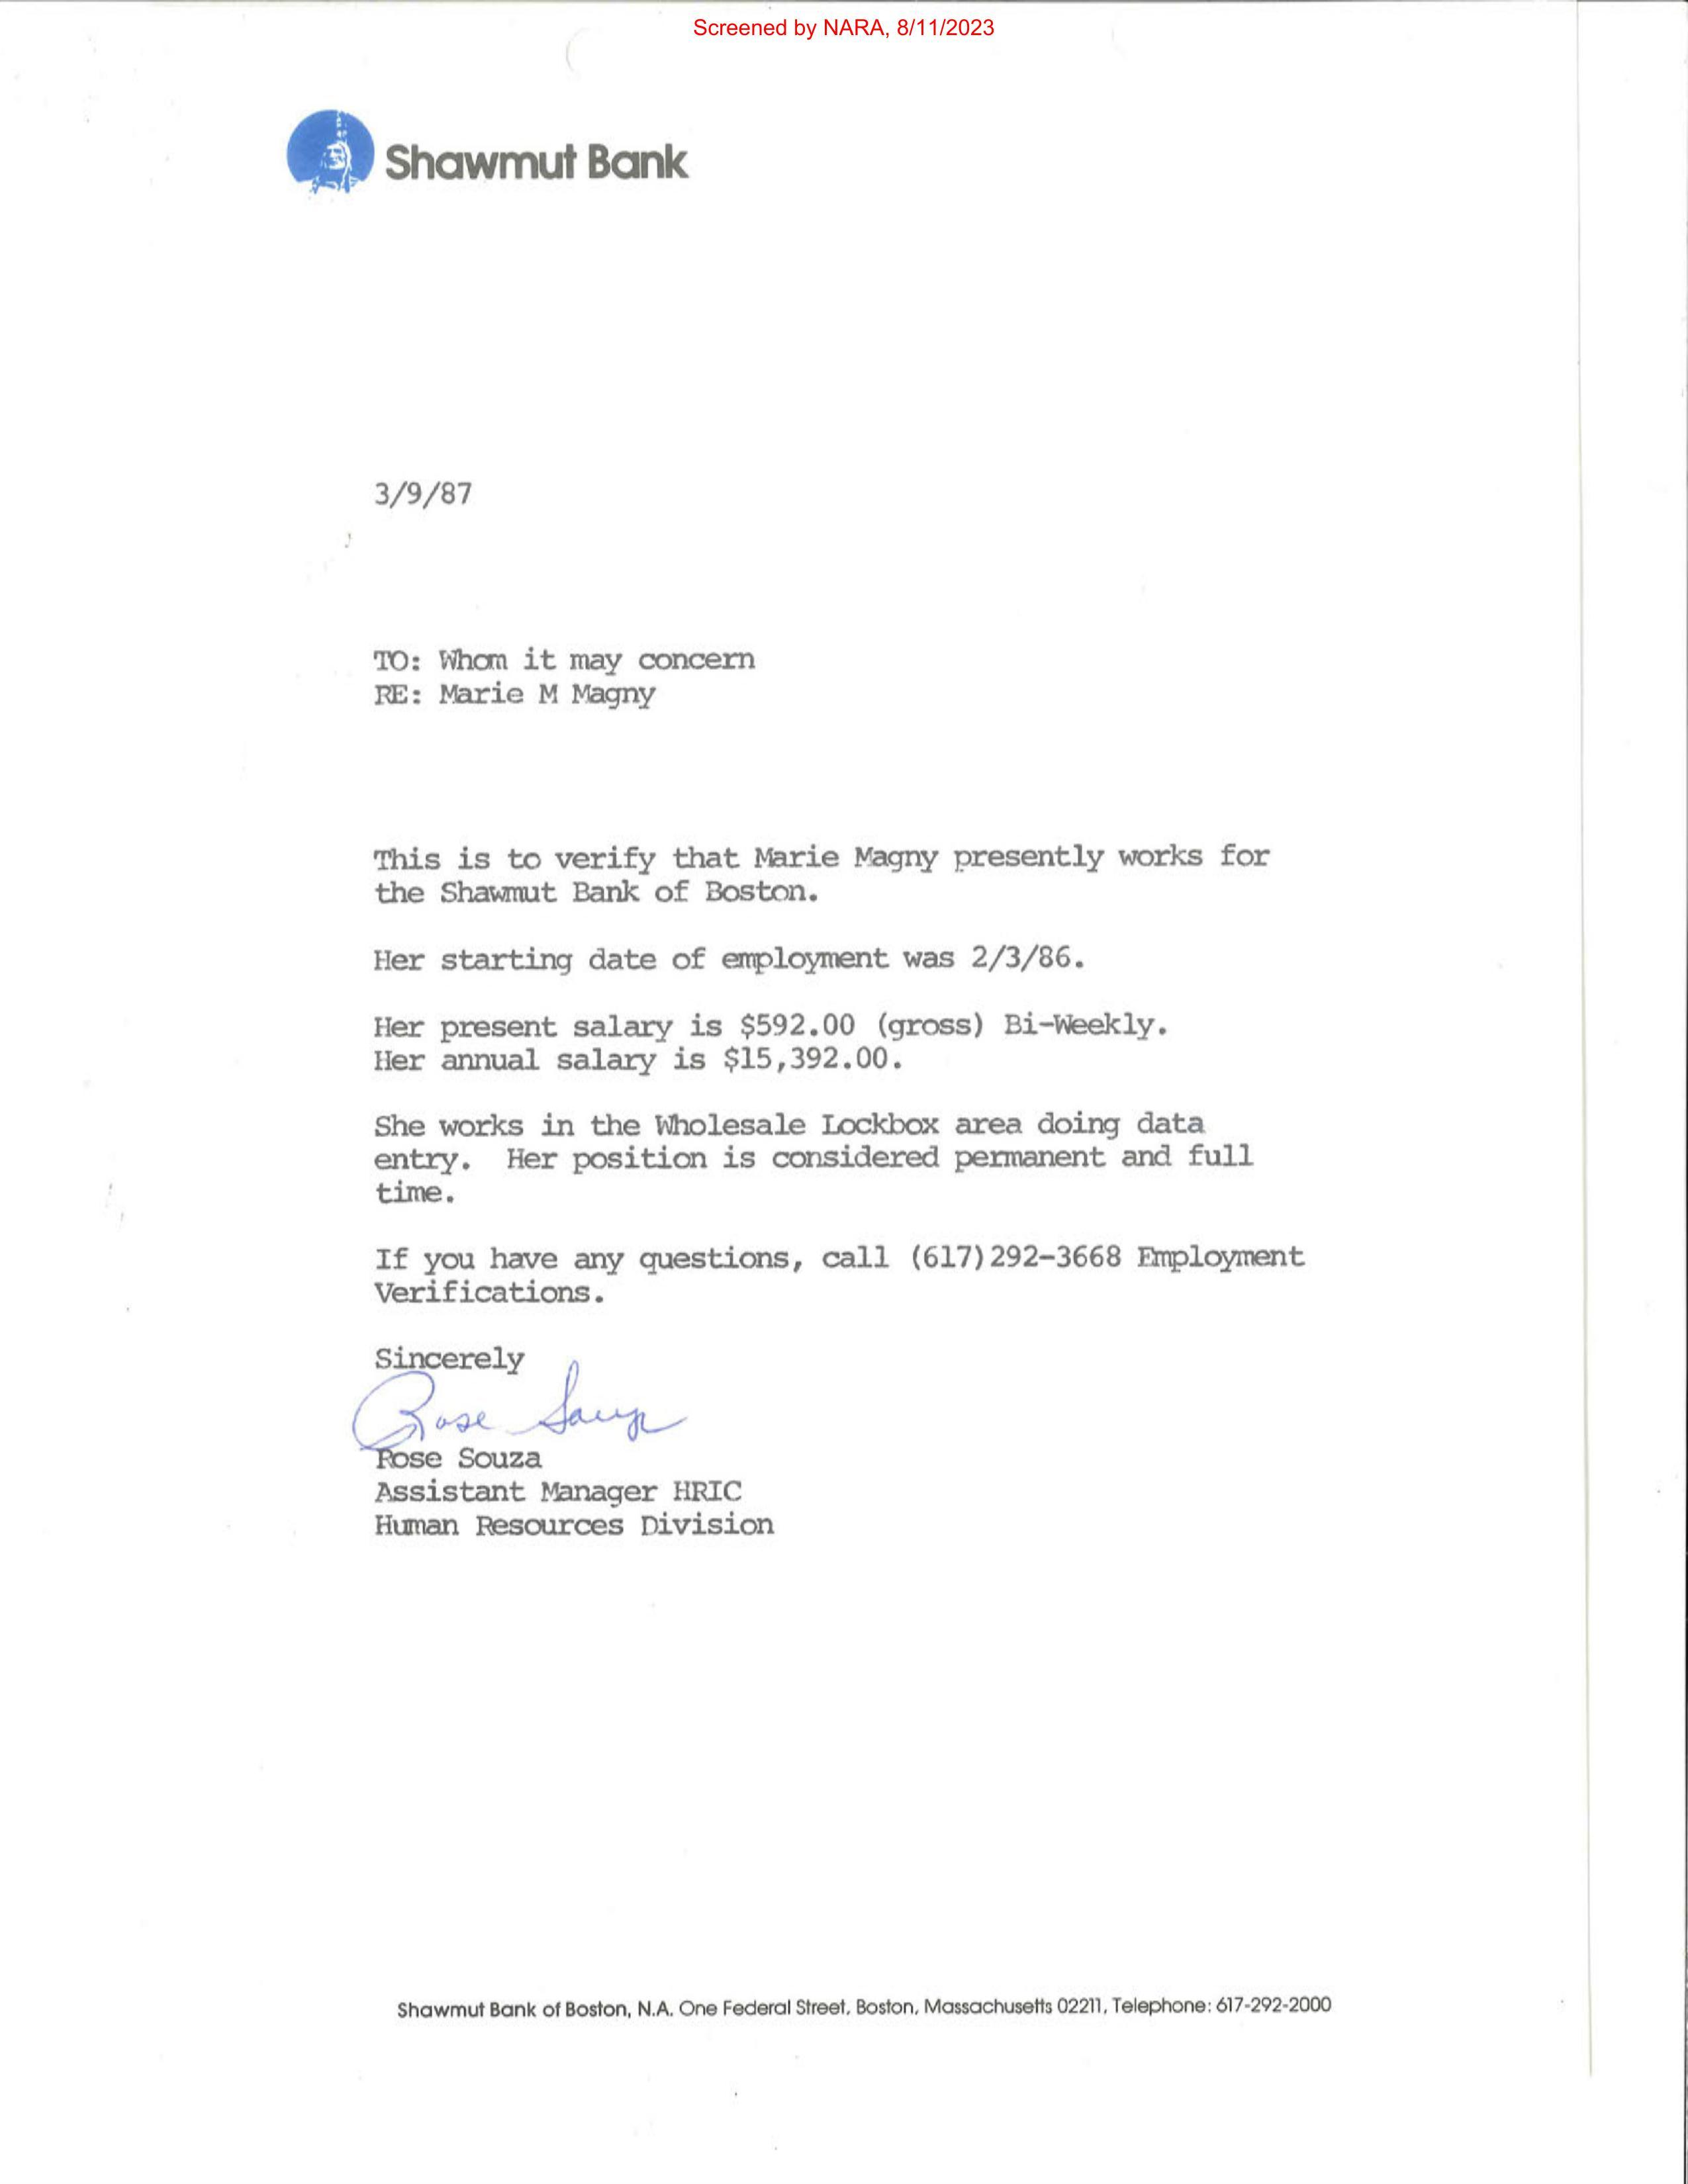 Screened by NARA, 8/11/2023
Shawmut Bank
3/9/87
TO: Whom it may concern
RE: Marie M Magny
This is to verify that Marie Magny presently works for
the Shawmut Bank of Boston.
Her starting date of employment was 2/3/86.
Her present salary is $592.00 (gross) Bi-Weekly.
Her annual salary is $15,392.00.
She works in the Wholesale Lockbox area doing data
entry.  Her position is considered permanent and full
time.
If you have any questions, call (617)292-3668 Employment
Verifications.
Sincerely
Rose Souza
Rose Souza
Assistant Manager HRIC
Human Resources Division
Shawmut Bank of Boston, N.A. One Federal Street, Boston, Massachusetts 02211, Telephone: 617-292-2000